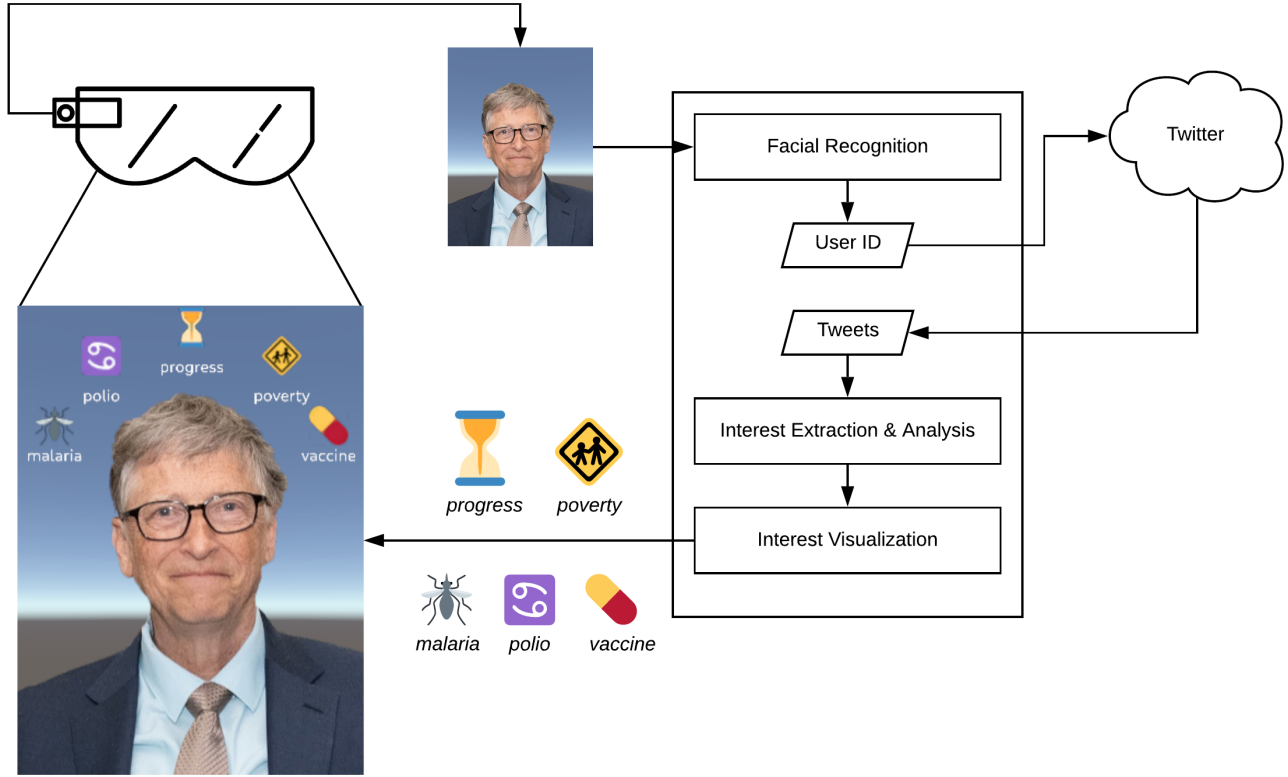 Facial Recognition
Twitter
User ID
Tweets
Interest Extraction & Analysis
Interest Visualization
progress
polio
poverty
malaria
vaccine
progress
poverty
malaria
polio
vaccine